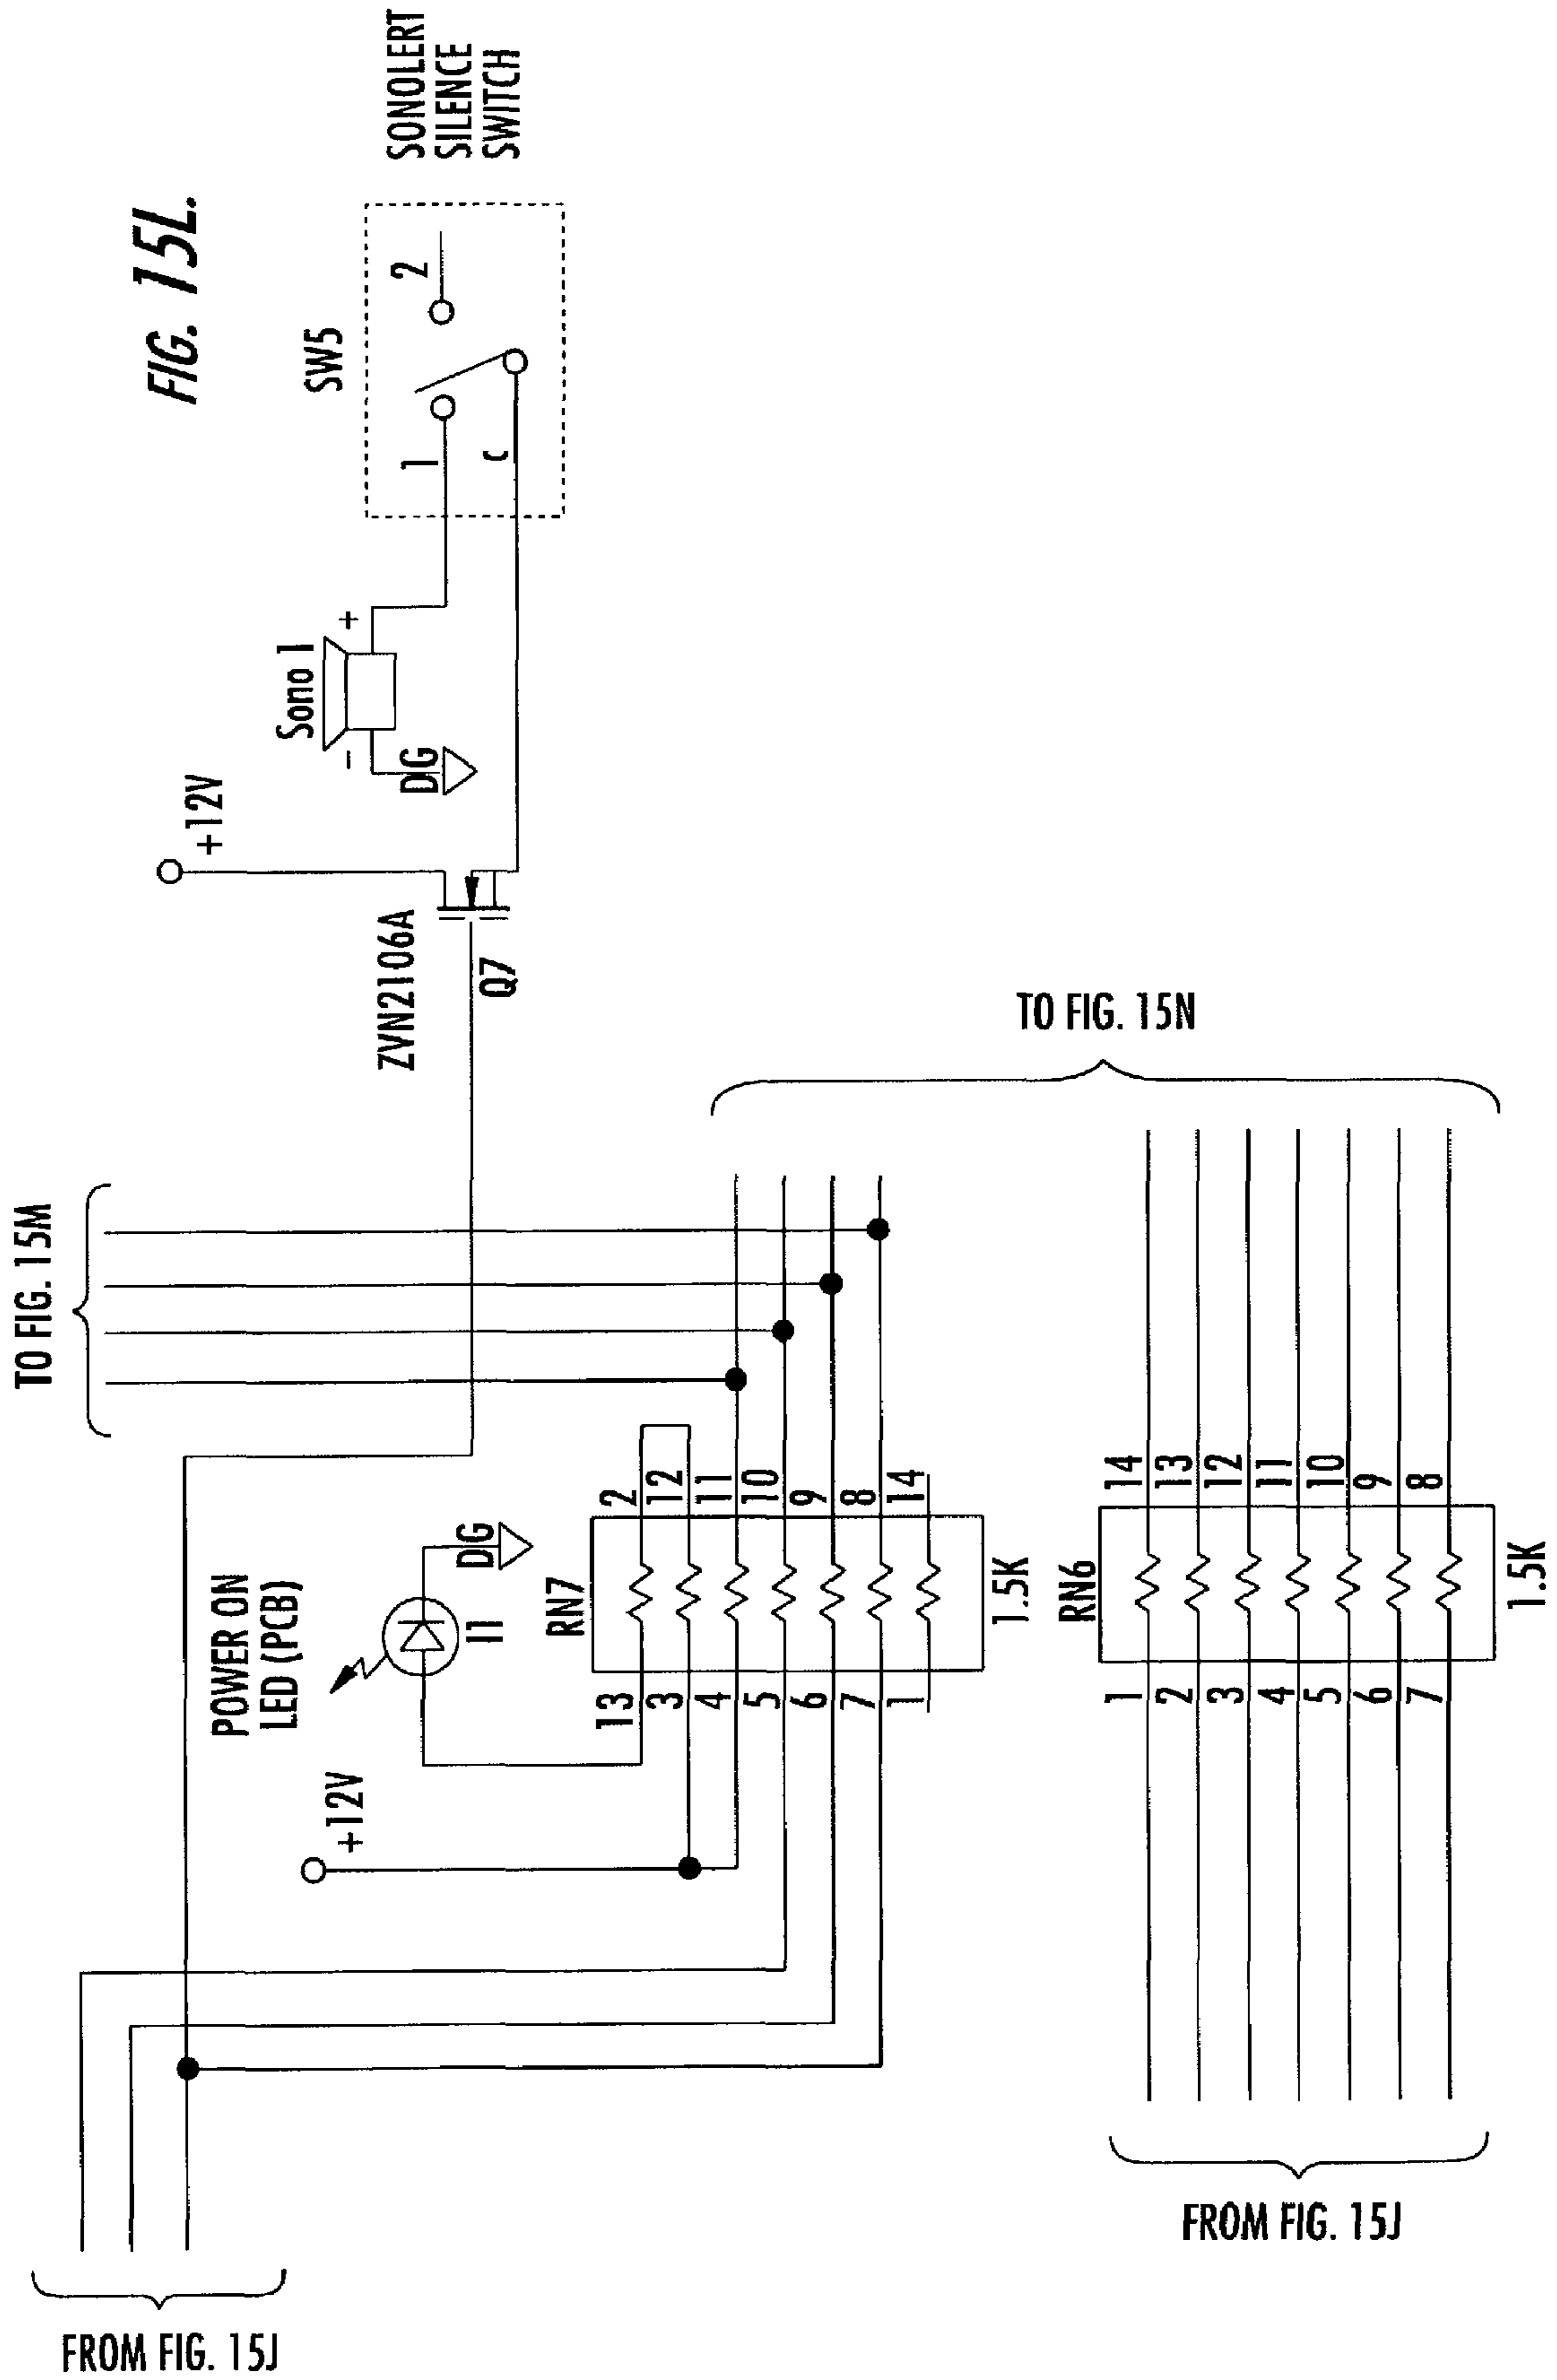 FIG. 15L.
SONOLERT
SILENCE
SWITCH
SW5
1
2
C
Sono 1
- +
DG
+12V
ZVN2106A
Q7
TO FIG. 15M
TO FIG. 15N
POWER ON
LED (PCB)
I1
DG
+12V
RN7
13 2
3 12
4 11
5 10
6 9
7 8
1 14
1.5K
RN6
1 14
2 13
3 12
4 11
5 10
6 9
7 8
1.5K
FROM FIG. 15J
FROM FIG. 15J